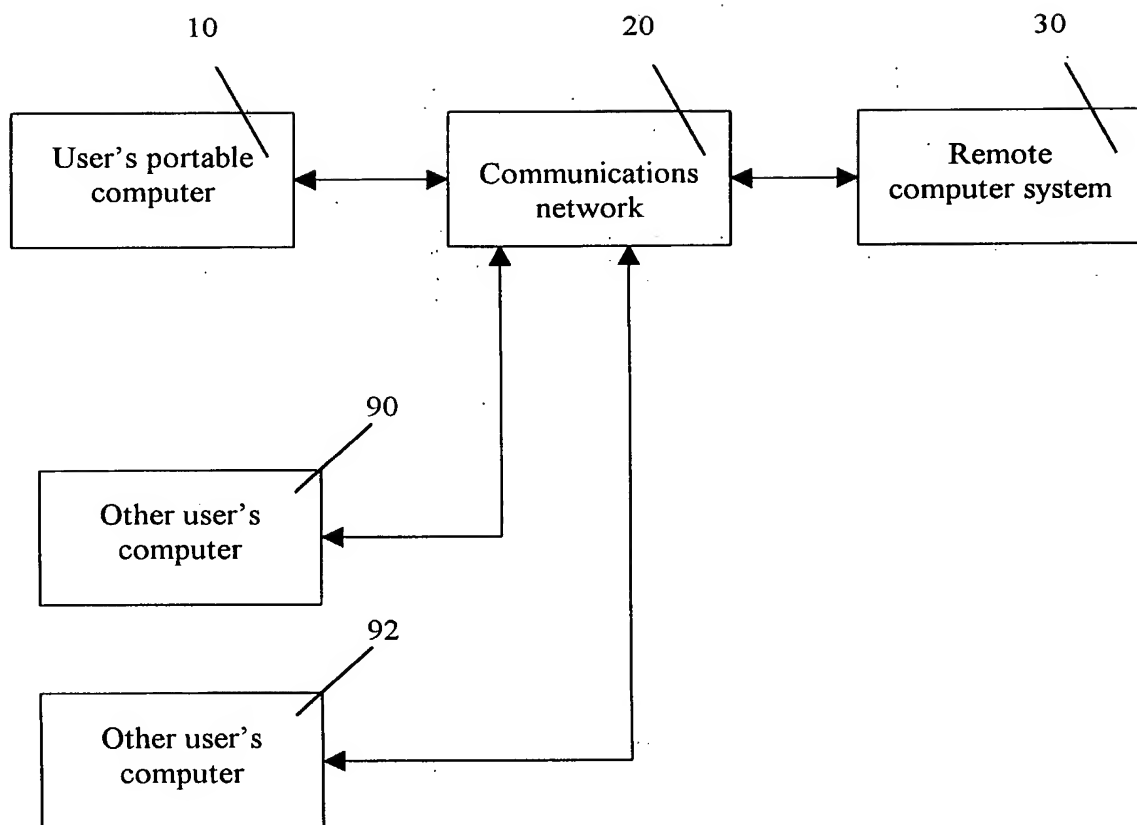 10
20
30
User's portable
computer
Communications
network
Remote
computer system
90
Other user's
computer
92
Other user's
computer